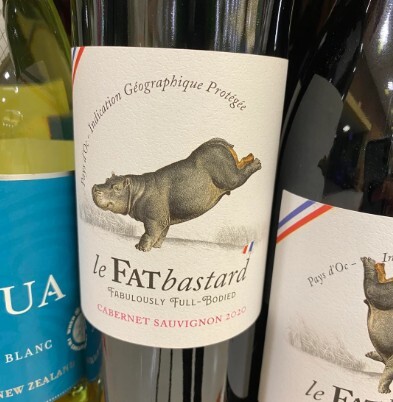 Pays d'Oc - Indication Géographique Protégée
le FATbastard
FABULOUSLY FULL-BODIED
CABERNET SAUVIGNON 2020
UA
BLANC
NEW ZEALAND
Pays d'Oc - In
le FAT